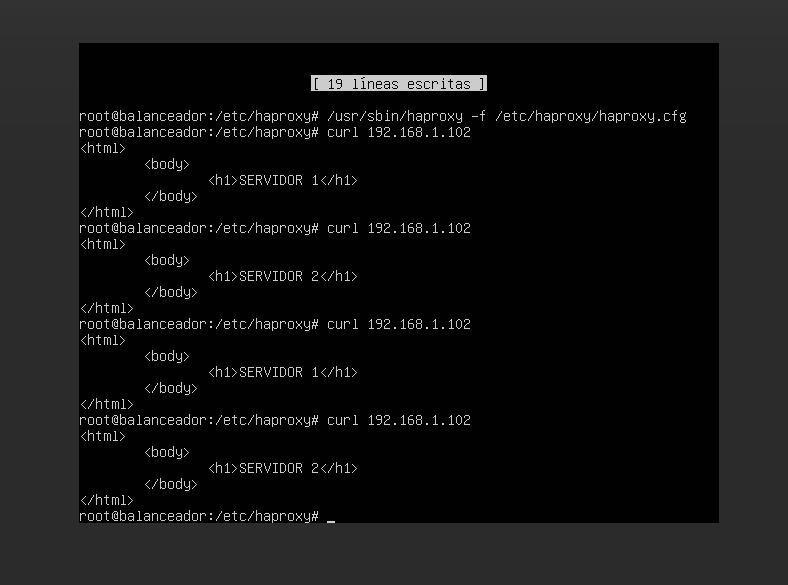 [ 19 líneas escritas ]
root@balanceador:/etc/haproxy# /usr/sbin/haproxy -f /etc/haproxy/haproxy.cfg
root@balanceador:/etc/haproxy# curl 192.168.1.102
<html>
        <body>
                <h1>SERVIDOR 1</h1>
        </body>
</html>
root@balanceador:/etc/haproxy# curl 192.168.1.102
<html>
        <body>
                <h1>SERVIDOR 2</h1>
        </body>
</html>
root@balanceador:/etc/haproxy# curl 192.168.1.102
<html>
        <body>
                <h1>SERVIDOR 1</h1>
        </body>
</html>
root@balanceador:/etc/haproxy# curl 192.168.1.102
<html>
        <body>
                <h1>SERVIDOR 2</h1>
        </body>
</html>
root@balanceador:/etc/haproxy# _